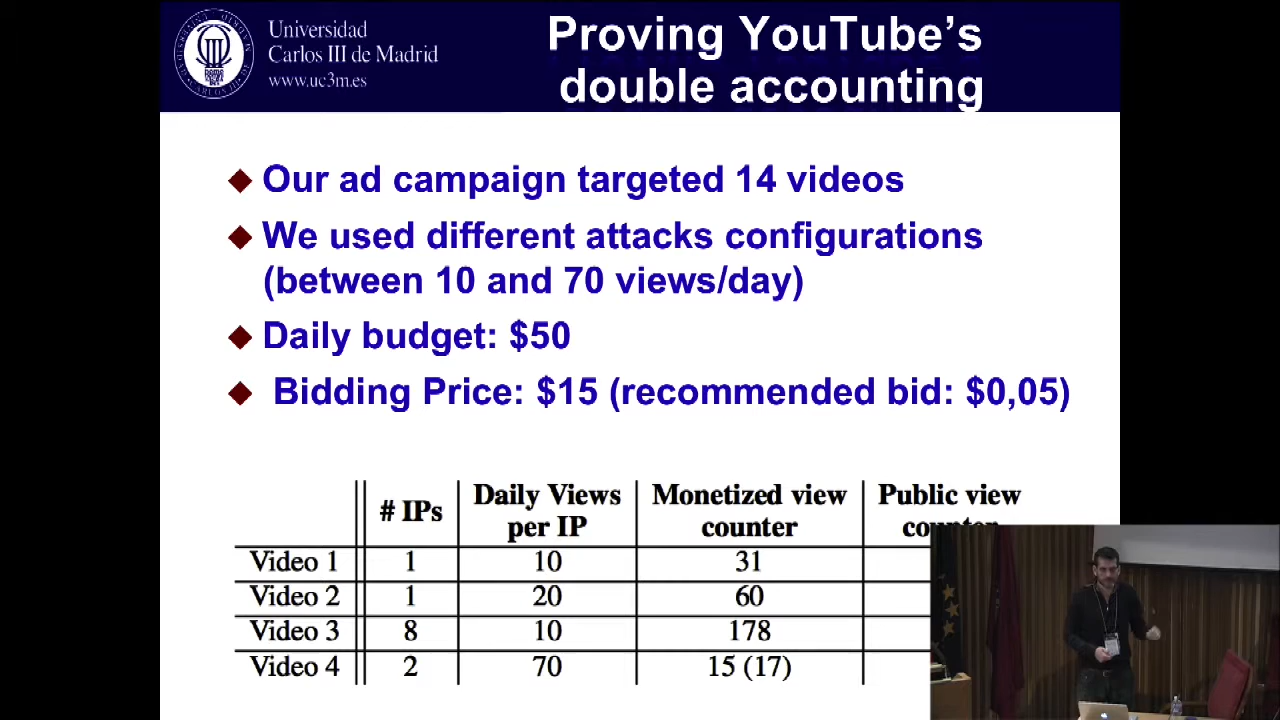 Universidad
Carlos III de Madrid
www.uc3m.es
Proving YouTube's
double accounting
Our ad campaign targeted 14 videos
We used different attacks configurations
(between 10 and 70 views/day)
Daily budget: $50
Bidding Price: $15 (recommended bid: $0,05)
# IPs
Daily Views
per IP
Monetized view
counter
Public view
Video 1 1 10 31
Video 2 1 20 60
Video 3 8 10 178
Video 4 2 70 15 (17)